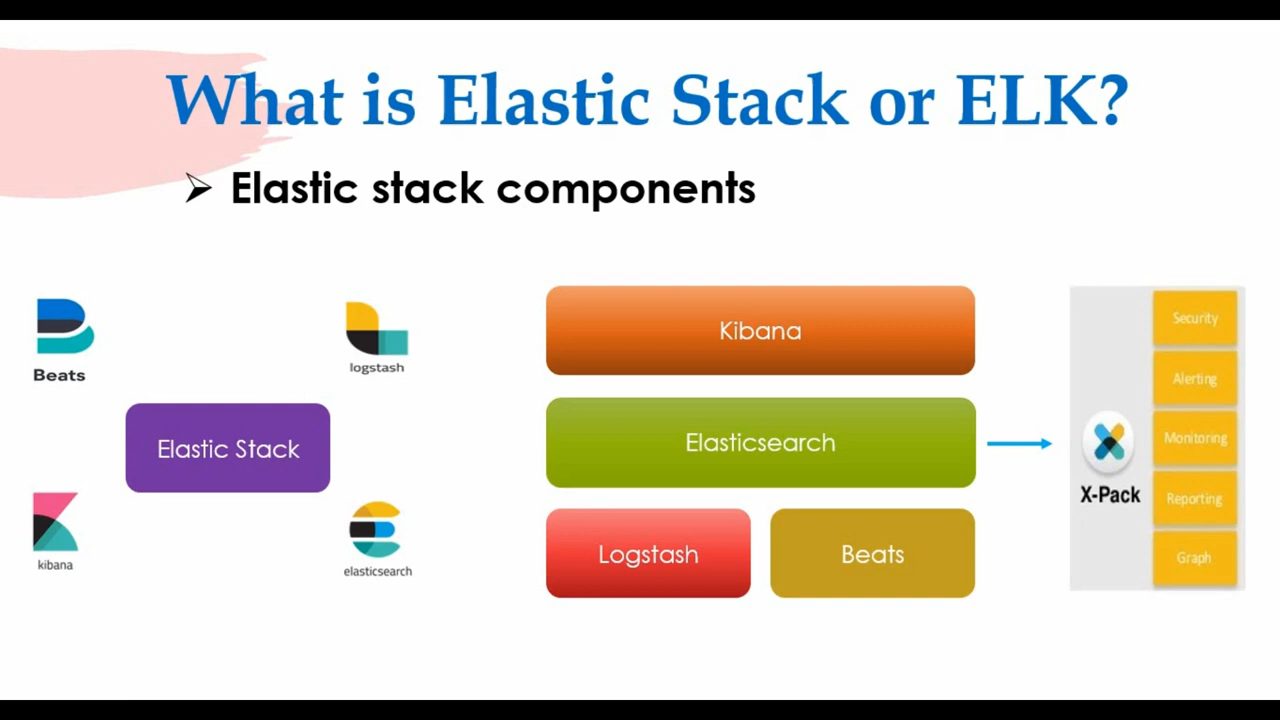 What is Elastic Stack or ELK?
Elastic stack components
Beats
logstash
Elastic Stack
kibana
elasticsearch
Kibana
Elasticsearch
Logstash
Beats
X-Pack
Security
Alerting
Monitoring
Reporting
Graph